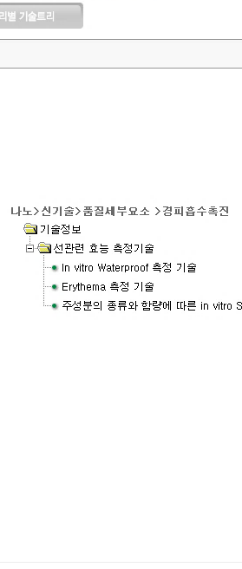 리별 기술트리
나노>신기술>품질세부요소 >경피흡수촉진
기술정보
선관련 효능 측정기술
In vitro Waterproof 측정 기술
Erythema 측정 기술
주성분의 종류와 함량에 따른 in vitro S